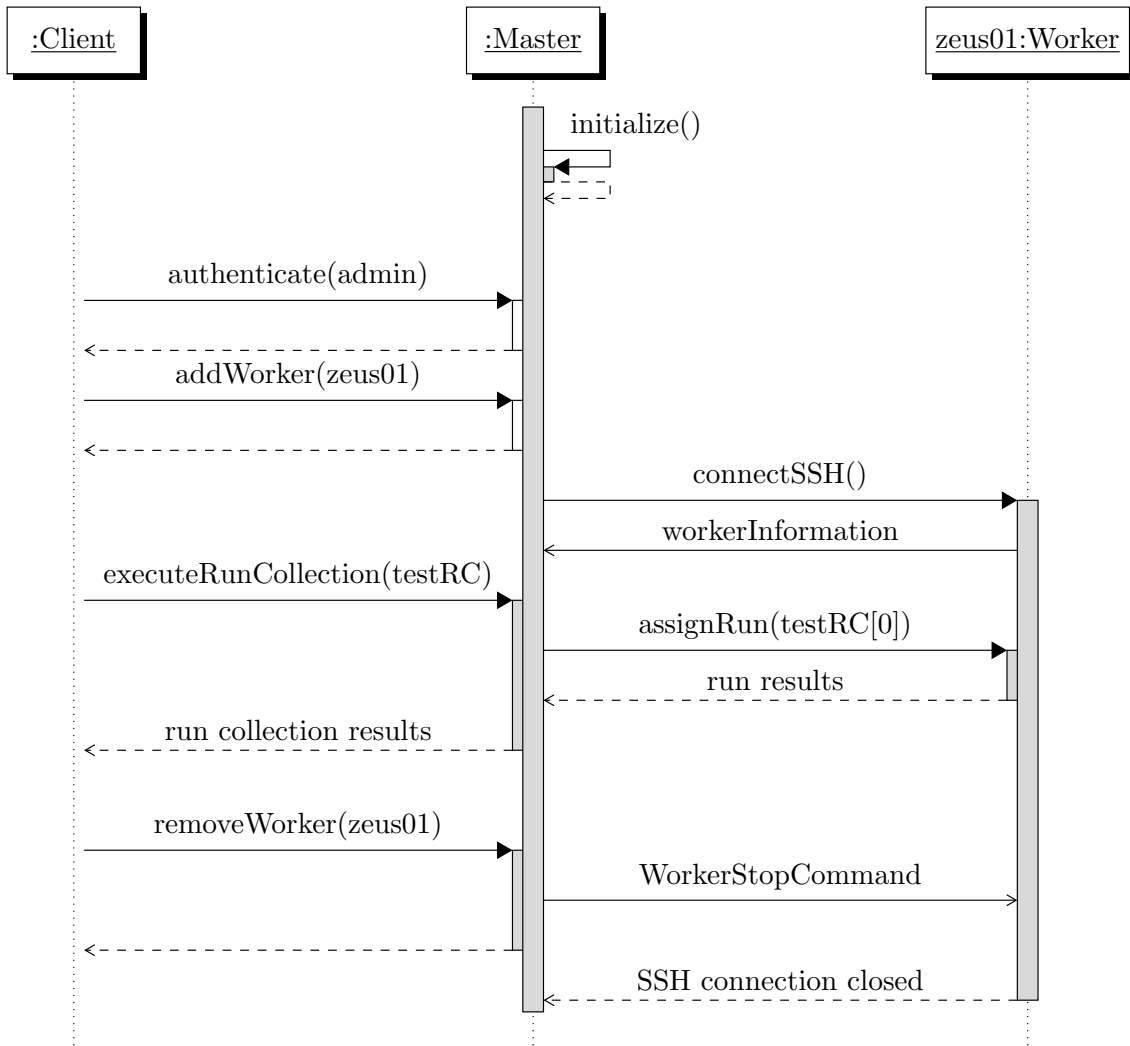 :Client
:Master
zeus01:Worker
initialize()
authenticate(admin)
addWorker(zeus01)
connectSSH()
workerInformation
executeRunCollection(testRC)
assignRun(testRC[0])
run results
run collection results
removeWorker(zeus01)
WorkerStopCommand
SSH connection closed